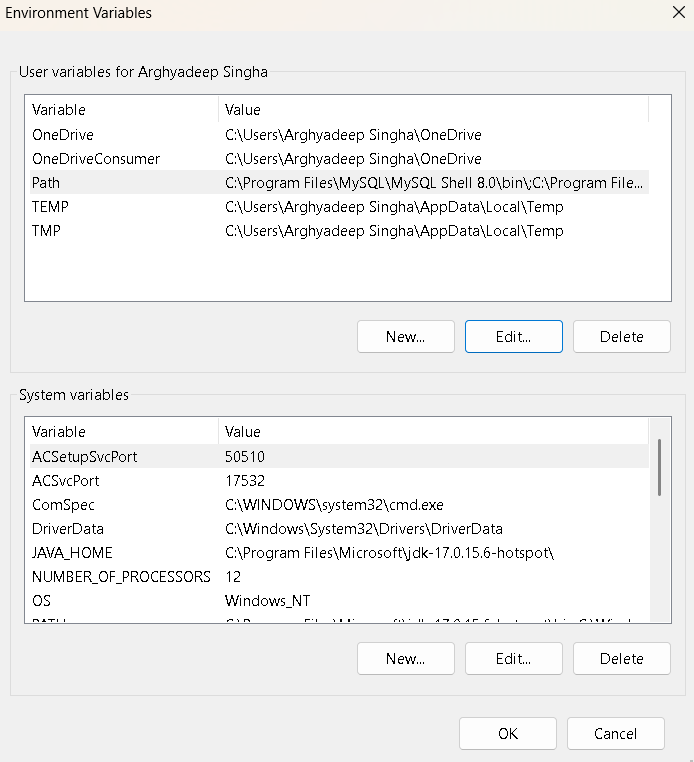 Environment Variables
User variables for Arghyadeep Singha
Variable Value
OneDrive C:\Users\Arghyadeep Singha\OneDrive
OneDriveConsumer C:\Users\Arghyadeep Singha\OneDrive
Path C:\Program Files\MySQL\MySQL Shell 8.0\bin\;C:\Program File...
TEMP C:\Users\Arghyadeep Singha\AppData\Local\Temp
TMP C:\Users\Arghyadeep Singha\AppData\Local\Temp
New... Edit... Delete
System variables
Variable Value
ACSetupSvcPort 50510
ACSvcPort 17532
ComSpec C:\WINDOWS\system32\cmd.exe
DriverData C:\Windows\System32\Drivers\DriverData
JAVA_HOME C:\Program Files\Microsoft\jdk-17.0.15.6-hotspot\
NUMBER_OF_PROCESSORS 12
OS Windows_NT
New... Edit... Delete
OK Cancel